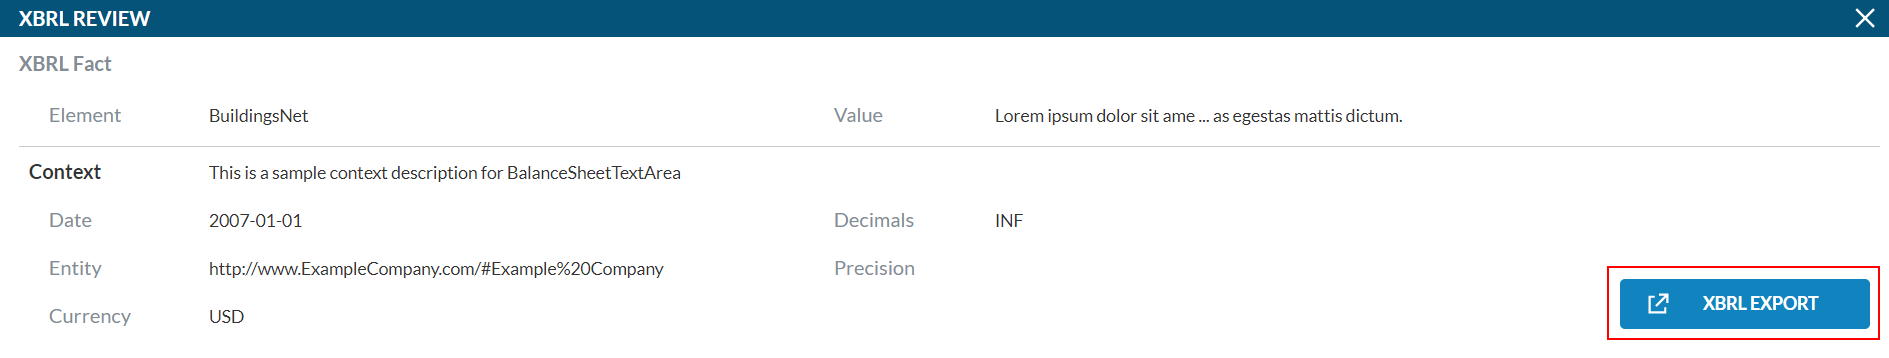 XBRL REVIEW
XBRL Fact
Element BuildingsNet Value Lorem ipsum dolor sit ame ... as egestas mattis dictum.
Context This is a sample context description for BalanceSheetTextArea
Date 2007-01-01 Decimals INF
Entity http://www.ExampleCompany.com/#Example%20Company Precision
Currency USD
XBRL EXPORT